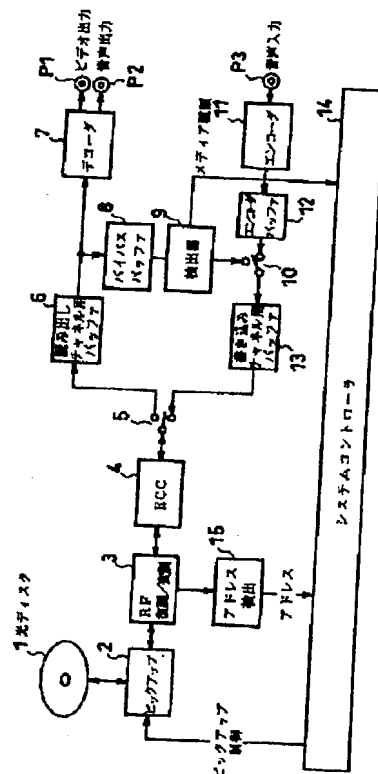 P1 ビデオ出力
P2 音声出力
P3 音声入力
7 デコーダ
11 エンコーダ
メディア種別
14
8 バイパスバッファ
9 検出器
12 エンコーダバッファ
10
6 読み出しチャネル用バッファ
13 書き込みチャネル用バッファ
5
4 ECC
3 RF復調/変調
15 アドレス検出
アドレス
1 光ディスク
2 ピックアップ
ピックアップ制御
システムコントローラ